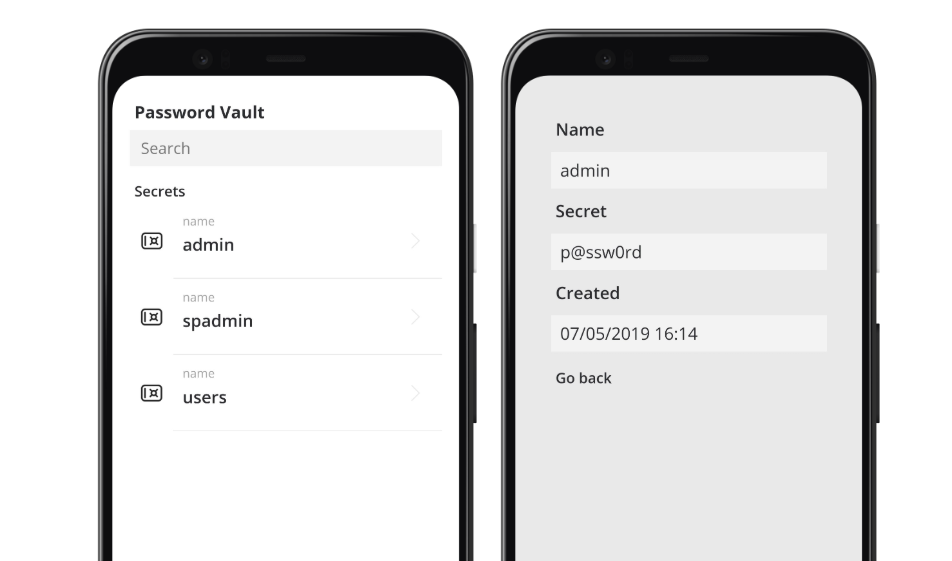 Password Vault
Search
Secrets
name
admin
name
spadmin
name
users
Name
admin
Secret
p@ssw0rd
Created
07/05/2019 16:14
Go back